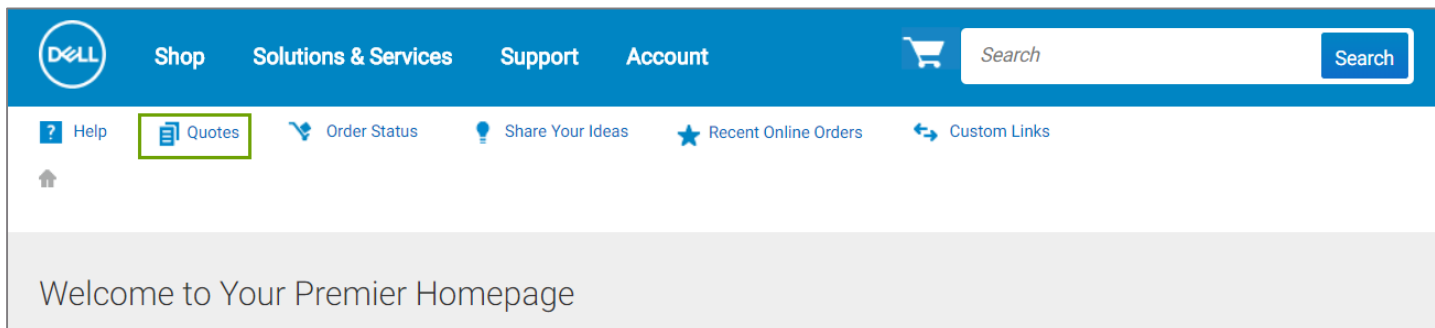 DELL Shop Solutions & Services Support Account Search Search
? Help Quotes Order Status Share Your Ideas Recent Online Orders Custom Links
Welcome to Your Premier Homepage